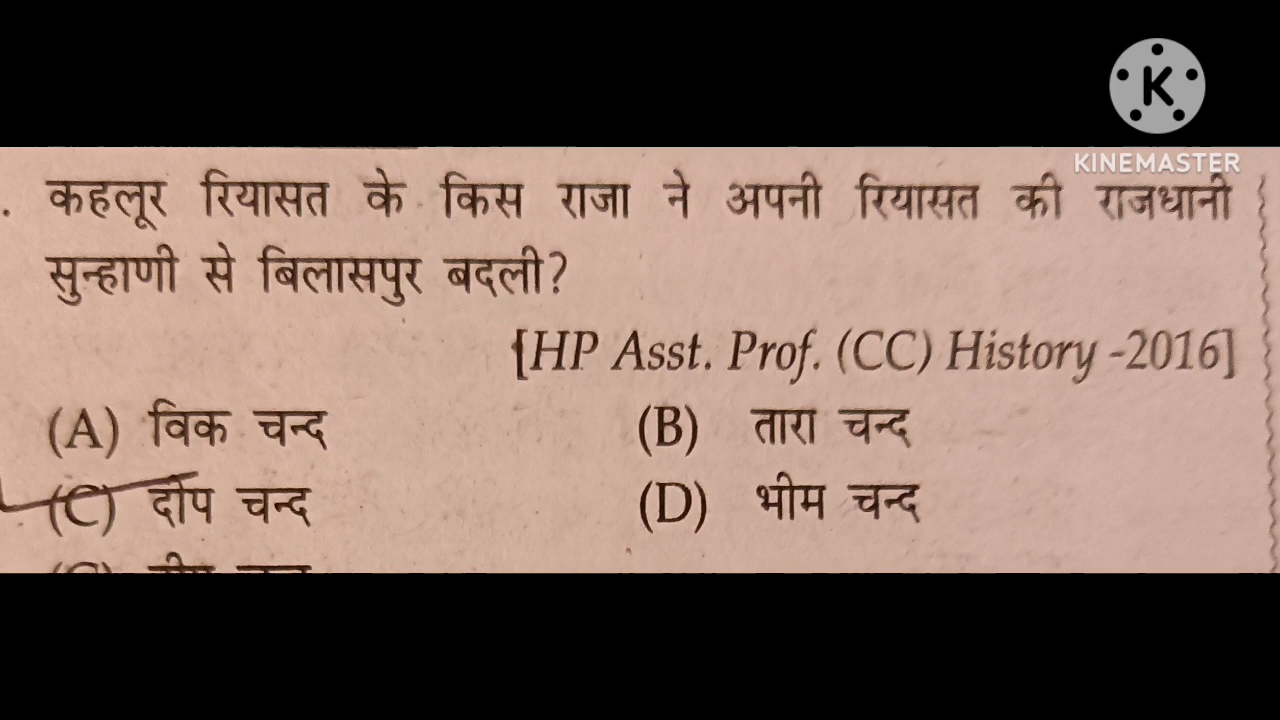 K
KINEMASTER
. कहलूर रियासत के किस राजा ने अपनी रियासत की राजधानी
सुन्हाणी से बिलासपुर बदली?
[HP Asst. Prof. (CC) History -2016]
(A) विक चन्द (B) तारा चन्द
(C) दीप चन्द (D) भीम चन्द